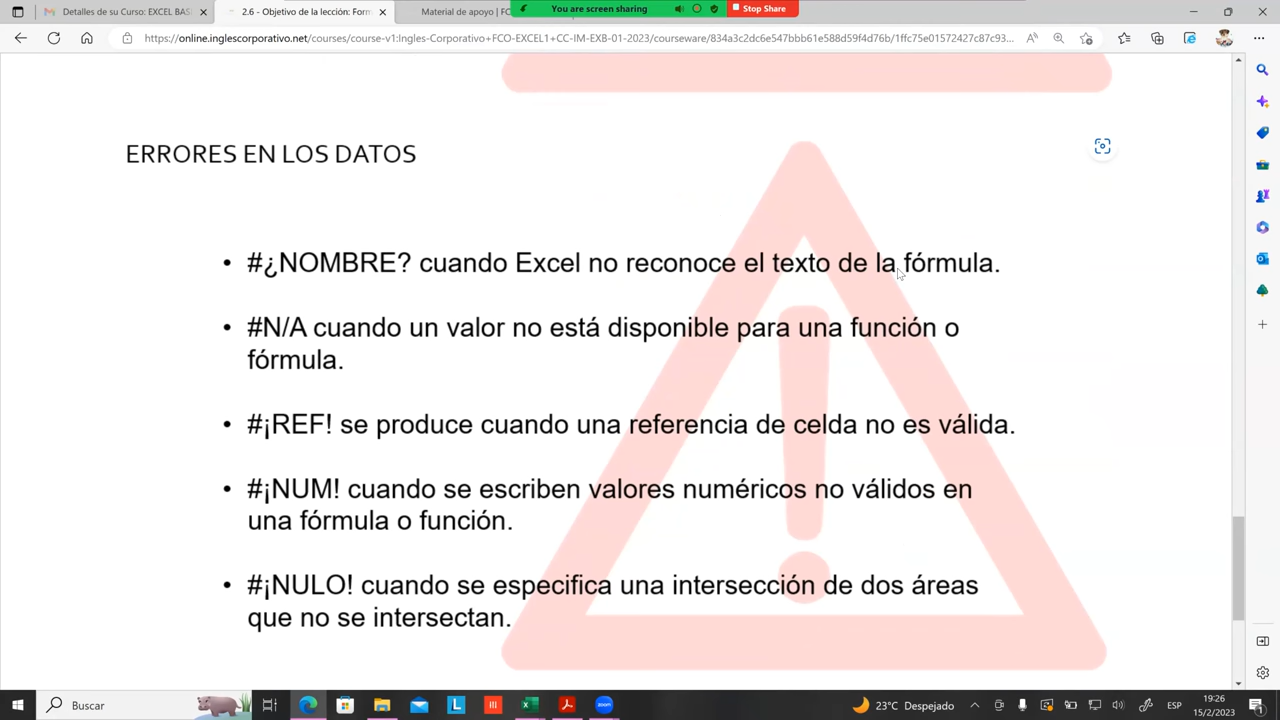 Detalles de su Curso: EXCEL BAS
2.6 - Objetivo de la lección: Form
Material de apoyo | FC
You are screen sharing
Stop Share
https://online.inglescorporativo.net/courses/course-v1:Ingles-Corporativo+FCO-EXCEL1+CC-IM-EXB-01-2023/courseware/834a3c2dc6e547bbb61e588d59f4d76b/1ffc75e01572427c87c93...
ERRORES EN LOS DATOS
• #¿NOMBRE? cuando Excel no reconoce el texto de la fórmula.
• #N/A cuando un valor no está disponible para una función o
fórmula.
• #¡REF! se produce cuando una referencia de celda no es válida.
• #¡NUM! cuando se escriben valores numéricos no válidos en
una fórmula o función.
• #¡NULO! cuando se especifica una intersección de dos áreas
que no se intersectan.
Buscar
zoom
23°C Despejado
ESP
19:26
15/2/2023